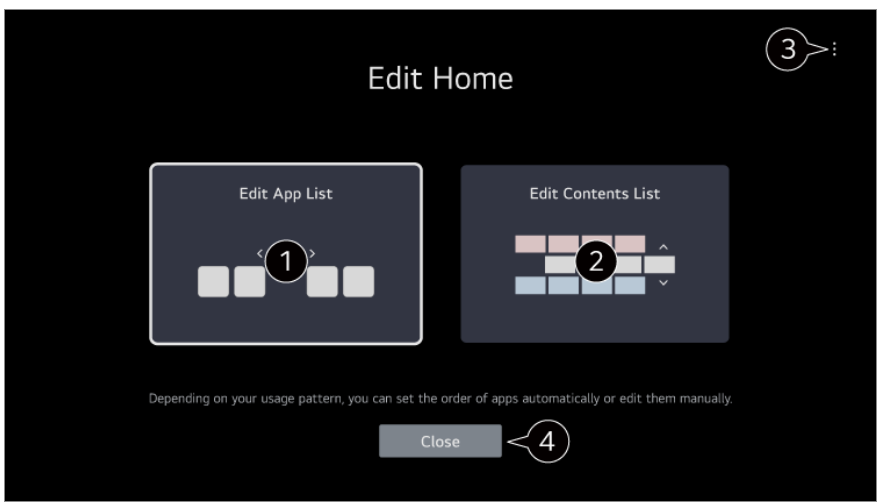 3
Edit Home
Edit App List
Edit Contents List
1
2
Depending on your usage pattern, you can set the order of apps automatically or edit them manually.
Close
4